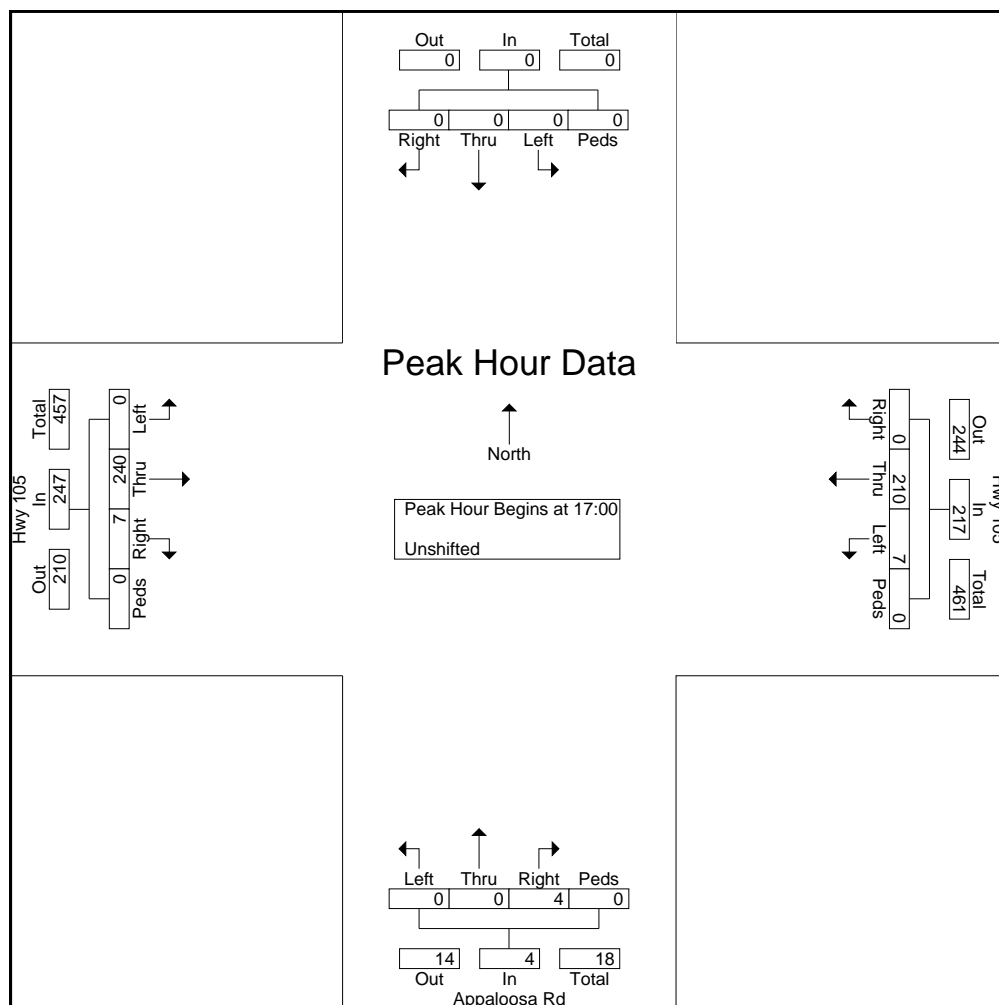 Out In Total
0 0 0
0 0 0 0
Right Thru Left Peds
Peak Hour Data
North
Peak Hour Begins at 17:00
Unshifted
Hwy 105
Total In Out
457 247 210
0 240 7 0
Left Thru Right Peds
Right Thru Left Peds
0 210 7 0
Out In Total
244 217 461
Hwy 105
Left Thru Right Peds
0 0 4 0
14 4 18
Out In Total
Appaloosa Rd